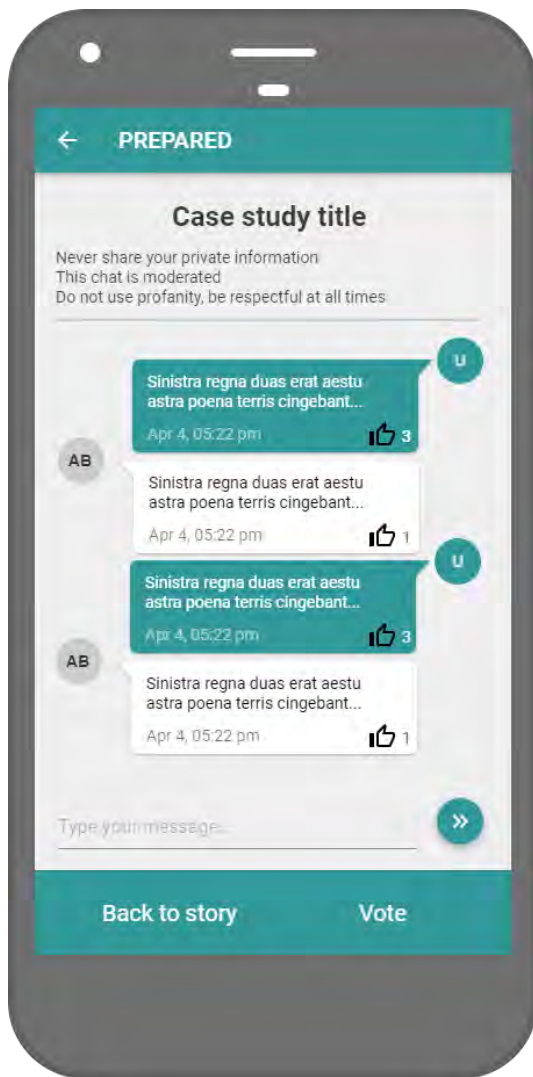 PREPARED
Case study title
Never share your private information
This chat is moderated
Do not use profanity, be respectful at all times
U
Sinistra regna duas erat aestu
astra poena terris cingebant...
Apr 4, 05:22 pm 3
AB
Sinistra regna duas erat aestu
astra poena terris cingebant...
Apr 4, 05:22 pm 1
U
Sinistra regna duas erat aestu
astra poena terris cingebant...
Apr 4, 05:22 pm 3
AB
Sinistra regna duas erat aestu
astra poena terris cingebant...
Apr 4, 05:22 pm 1
Type your message...
Back to story Vote